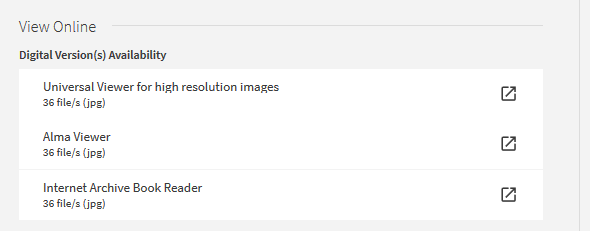 View Online
Digital Version(s) Availability
Universal Viewer for high resolution images
36 file/s (jpg)
Alma Viewer
36 file/s (jpg)
Internet Archive Book Reader
36 file/s (jpg)